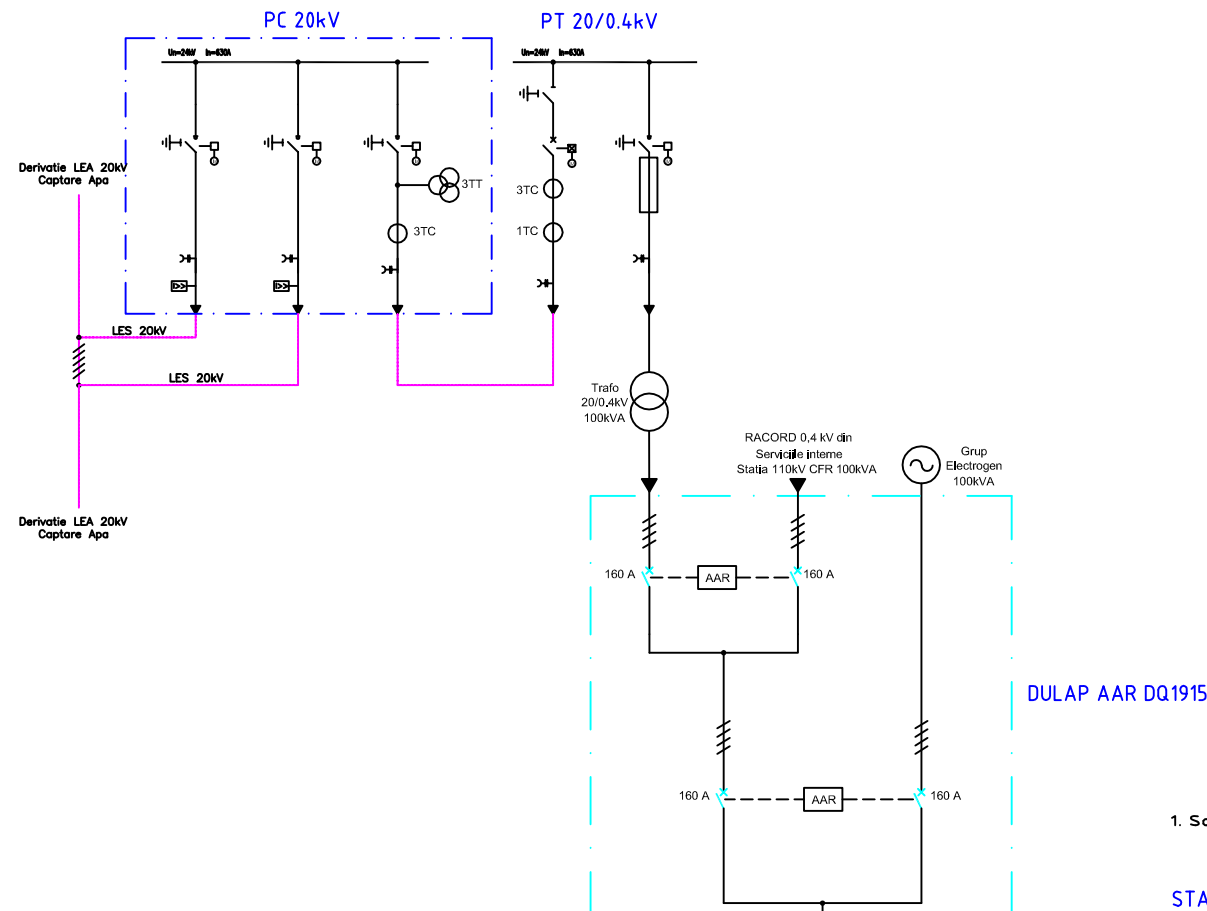 PC 20kV
PT 20/0.4kV
Un=24kV In=630A
Un=24kV In=630A
Derivatie LEA 20kV
Captare Apa
3TT
3TC
3TC
1TC
I>>
I>>
LES 20kV
LES 20kV
Trafo
20/0.4kV
100kVA
RACORD 0,4 kV din
Serviciile interne
Statia 110kV CFR 100kVA
Grup
Electrogen
100kVA
Derivatie LEA 20kV
Captare Apa
160 A
AAR
160 A
DULAP AAR DQ1915
160 A
AAR
160 A
1.
STA